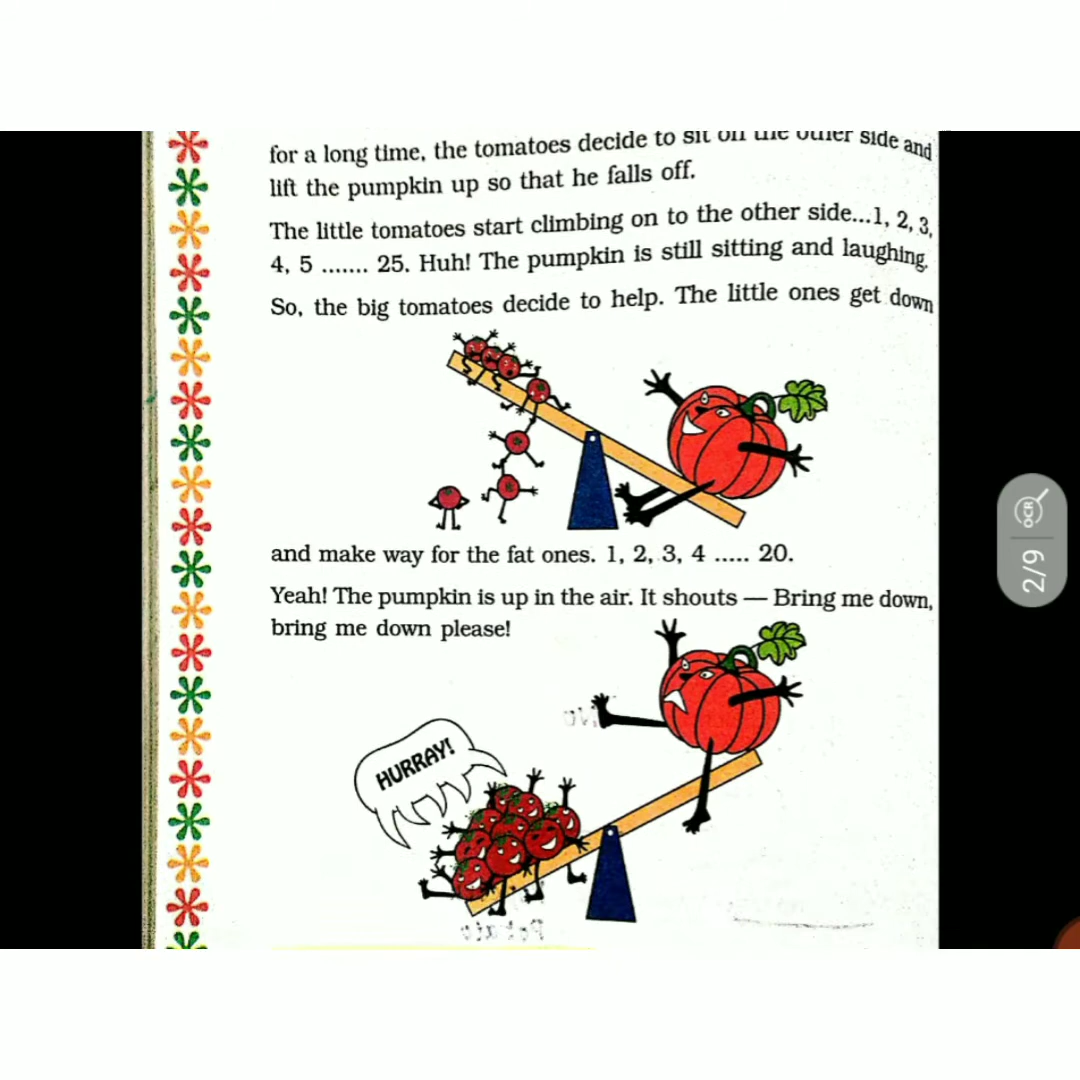 for a long time, the tomatoes decide to sit on the other side and
lift the pumpkin up so that he falls off.
The little tomatoes start climbing on to the other side...1, 2, 3,
4, 5 ....... 25. Huh! The pumpkin is still sitting and laughing.
So, the big tomatoes decide to help. The little ones get down
and make way for the fat ones. 1, 2, 3, 4 ..... 20.
Yeah! The pumpkin is up in the air. It shouts — Bring me down,
bring me down please!
HURRAY!
OCR
2/9